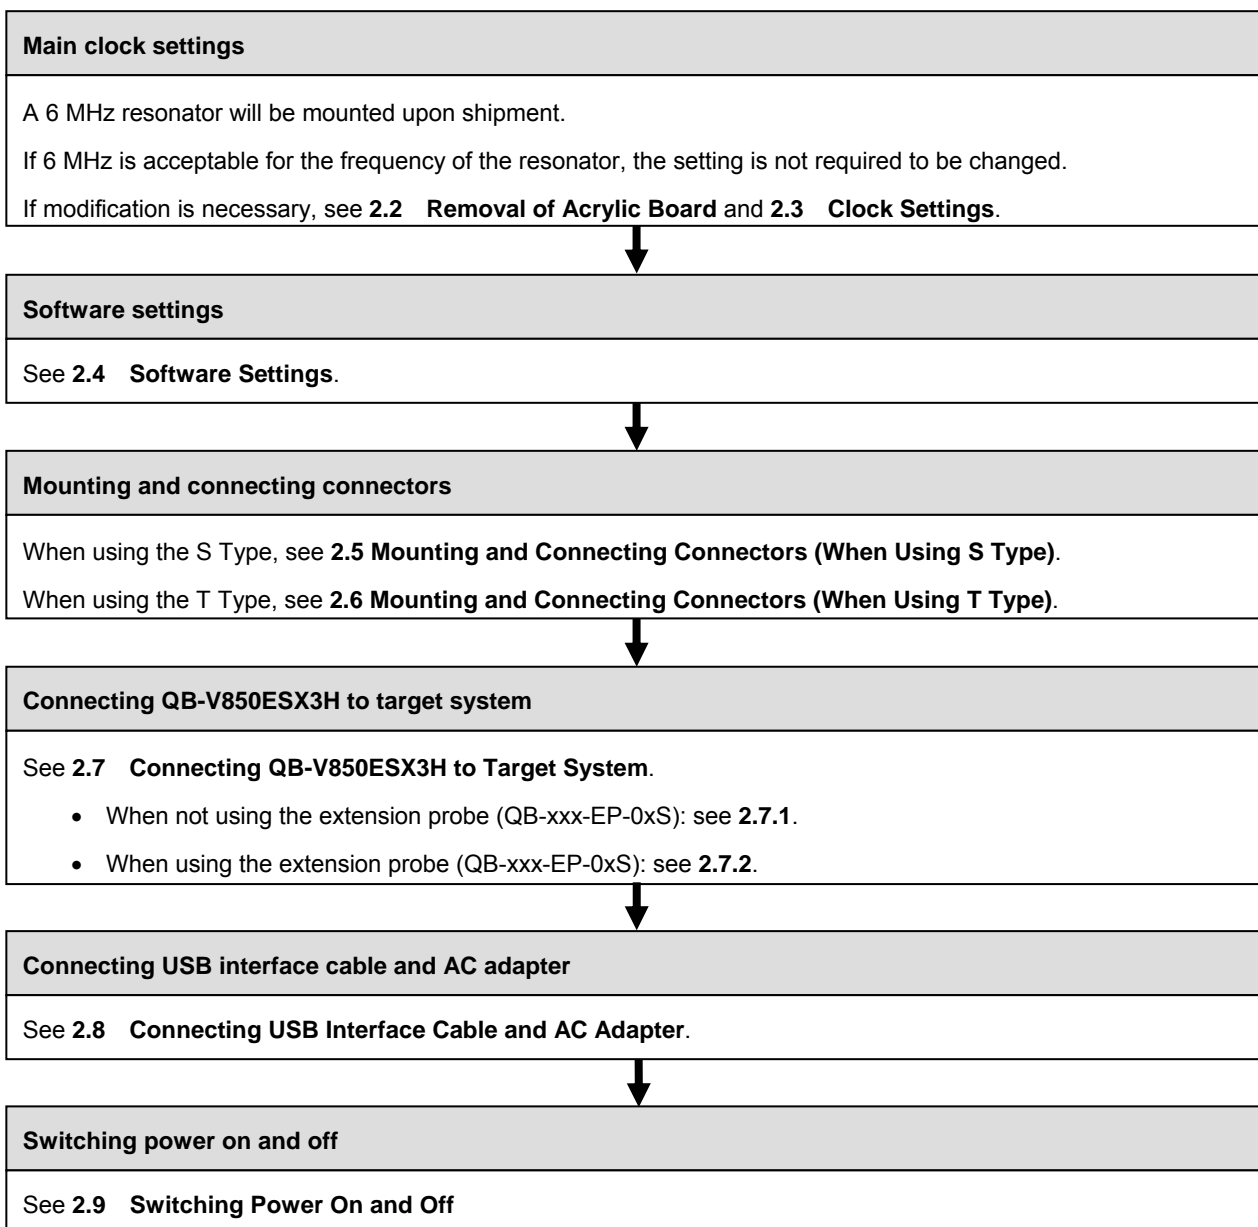 Main clock settings
A 6 MHz resonator will be mounted upon shipment.
If 6 MHz is acceptable for the frequency of the resonator, the setting is not required to be changed.
If modification is necessary, see 2.2 Removal of Acrylic Board and 2.3 Clock Settings.
Software settings
See 2.4 Software Settings.
Mounting and connecting connectors
When using the S Type, see 2.5 Mounting and Connecting Connectors (When Using S Type).
When using the T Type, see 2.6 Mounting and Connecting Connectors (When Using T Type).
Connecting QB-V850ESX3H to target system
See 2.7 Connecting QB-V850ESX3H to Target System.
• When not using the extension probe (QB-xxx-EP-0xS): see 2.7.1.
• When using the extension probe (QB-xxx-EP-0xS): see 2.7.2.
Connecting USB interface cable and AC adapter
See 2.8 Connecting USB Interface Cable and AC Adapter.
Switching power on and off
See 2.9 Switching Power On and Off